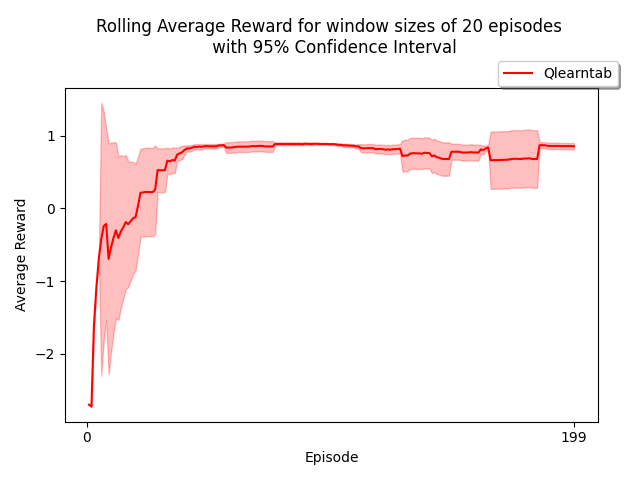 Rolling Average Reward for window sizes of 20 episodes
with 95% Confidence Interval
Qlearntab
1
0
−1
−2
Average Reward
0
199
Episode